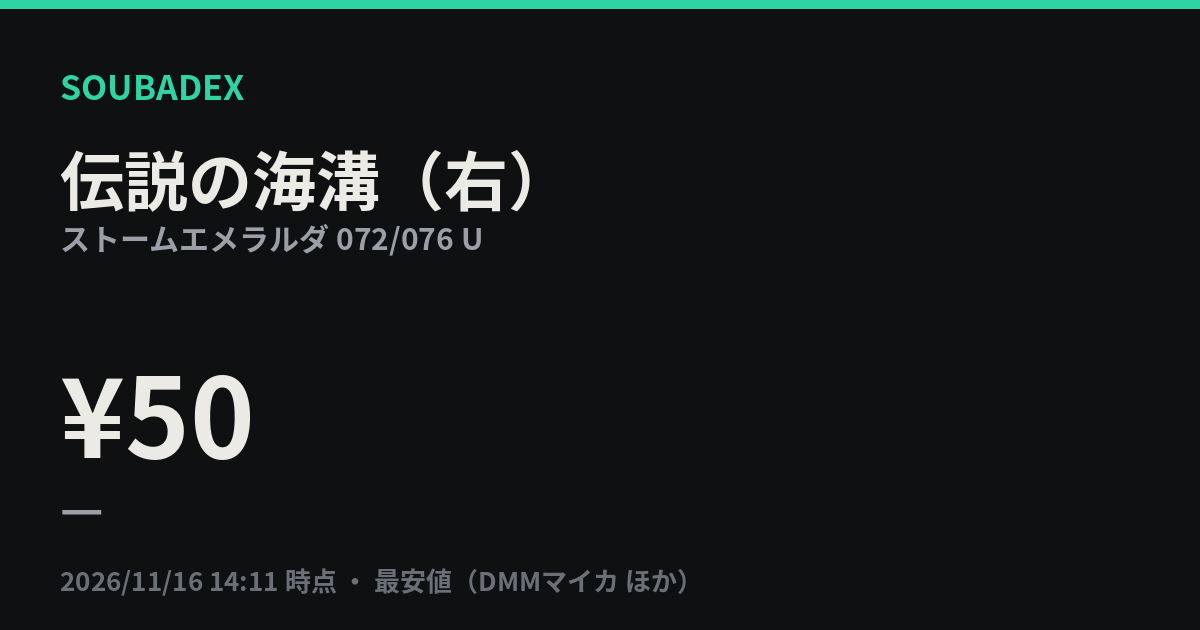 SOUBADEX
伝説の海溝（右）
ストームエメラルダ 072/076 U
¥50
—
2026/11/16 14:11 時点 ・ 最安値（DMMマイカ ほか）